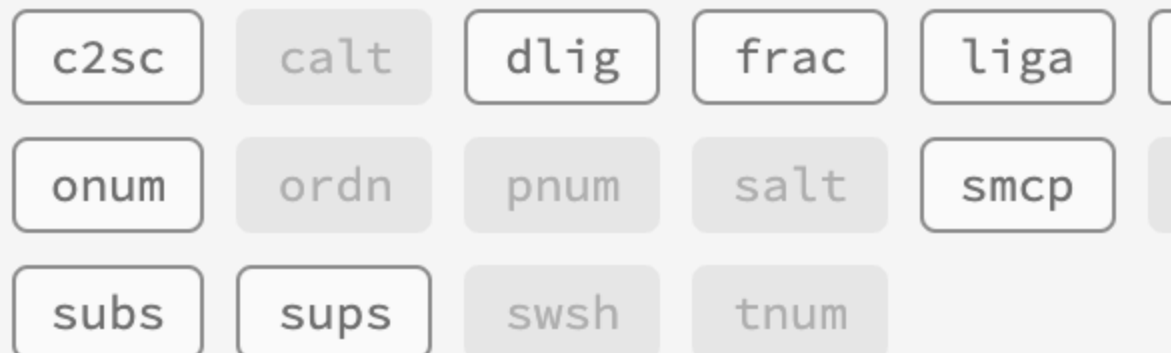 c2sc calt dlig frac liga
onum ordn pnum salt smcp
subs sups swsh tnum